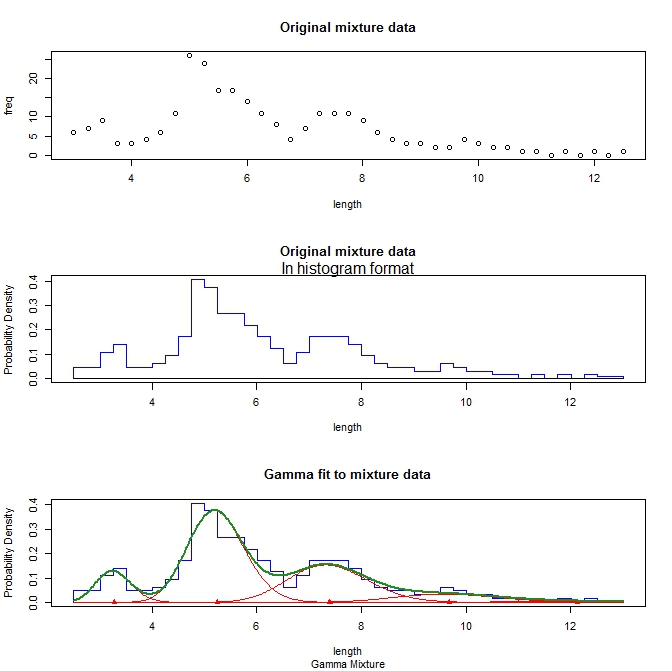 Original mixture data
freq
0 5 10 20
4 6 8 10 12
length
Original mixture data
In histogram format
Probability Density
0.0 0.1 0.2 0.3 0.4
4 6 8 10 12
length
Gamma fit to mixture data
Probability Density
0.0 0.1 0.2 0.3 0.4
4 6 8 10 12
length
Gamma Mixture